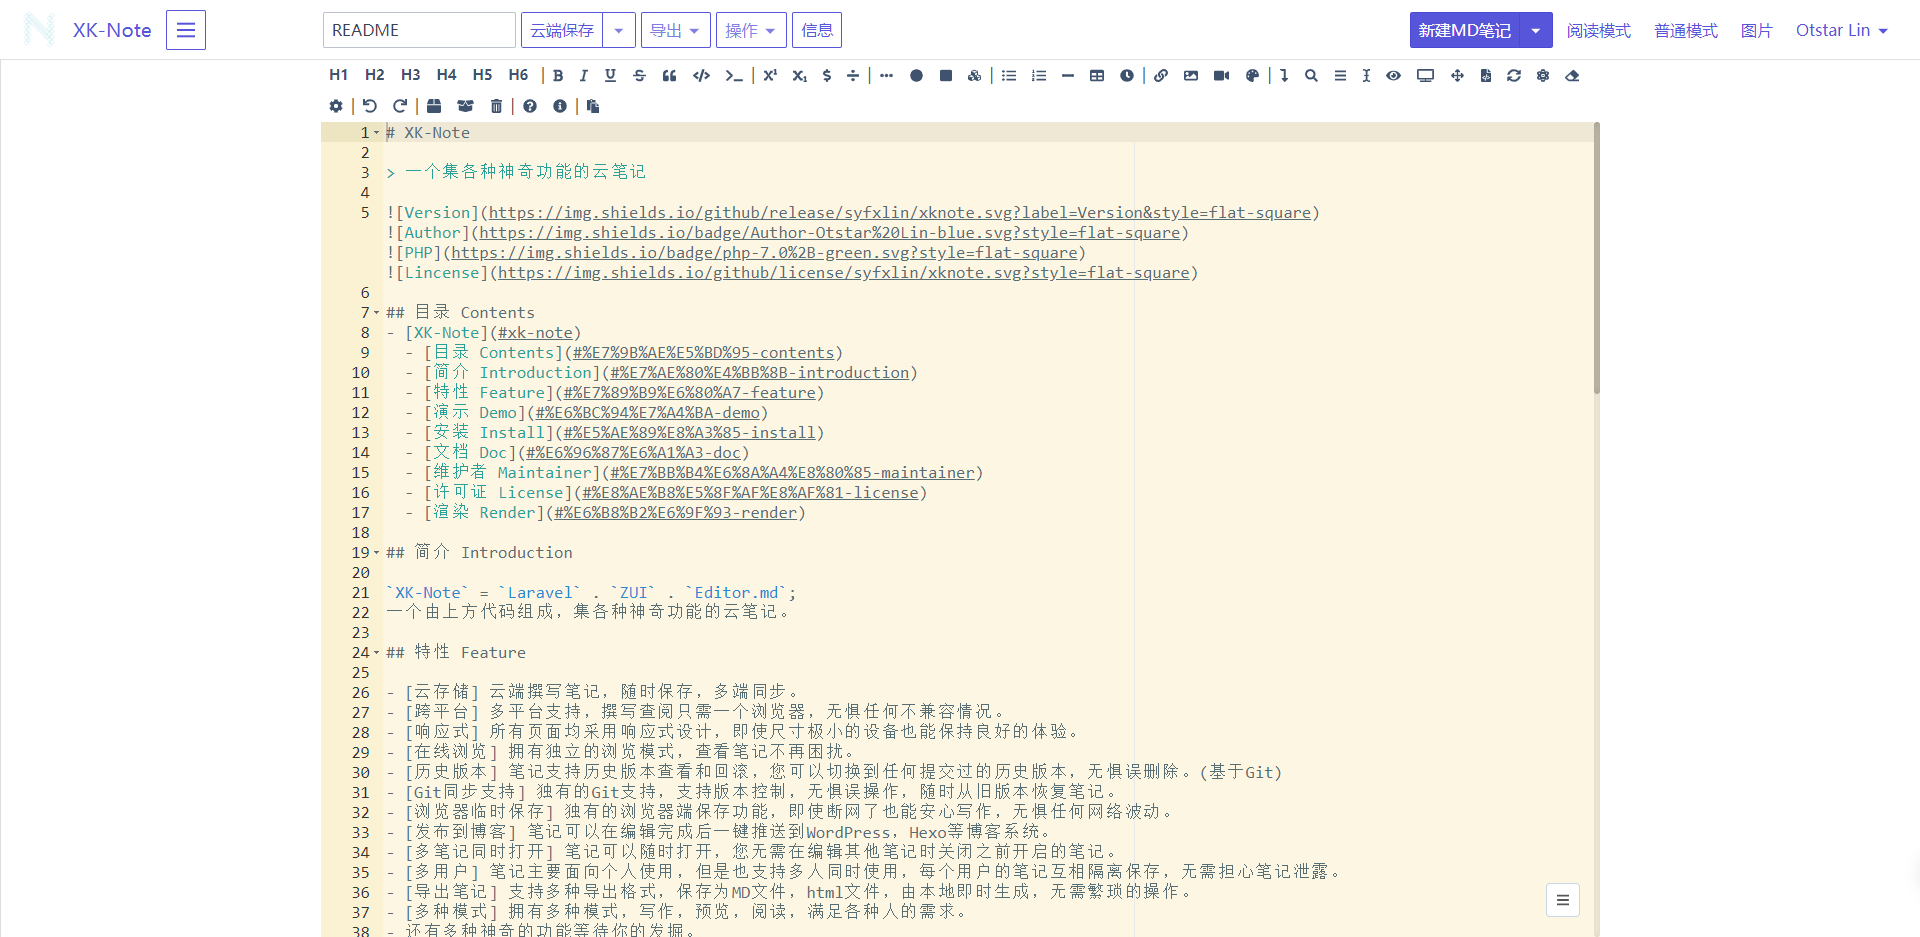 XK-Note
README
云端保存
导出
操作
信息
新建MD笔记
阅读模式
普通模式
图片
Otstar Lin
H1 H2 H3 H4 H5 H6
1 # XK-Note
2
3 > 一个集各种神奇功能的云笔记
4
5 ![Version](https://img.shields.io/github/release/syfxlin/xknote.svg?label=Version&style=flat-square)
![Author](https://img.shields.io/badge/Author-Otstar%20Lin-blue.svg?style=flat-square)
![PHP](https://img.shields.io/badge/php-7.0%2B-green.svg?style=flat-square)
![Lincense](https://img.shields.io/github/license/syfxlin/xknote.svg?style=flat-square)
6
7 ## 目录 Contents
8 - [XK-Note](#xk-note)
9   - [目录 Contents](#%E7%9B%AE%E5%BD%95-contents)
10   - [简介 Introduction](#%E7%AE%80%E4%BB%8B-introduction)
11   - [特性 Feature](#%E7%89%B9%E6%80%A7-feature)
12   - [演示 Demo](#%E6%BC%94%E7%A4%BA-demo)
13   - [安装 Install](#%E5%AE%89%E8%A3%85-install)
14   - [文档 Doc](#%E6%96%87%E6%A1%A3-doc)
15   - [维护者 Maintainer](#%E7%BB%B4%E6%8A%A4%E8%80%85-maintainer)
16   - [许可证 License](#%E8%AE%B8%E5%8F%AF%E8%AF%81-license)
17   - [渲染 Render](#%E6%B8%B2%E6%9F%93-render)
18
19 ## 简介 Introduction
20
21 `XK-Note` = `Laravel` . `ZUI` . `Editor.md`;
22 一个由上方代码组成，集各种神奇功能的云笔记。
23
24 ## 特性 Feature
25
26 - [云存储] 云端撰写笔记，随时保存，多端同步。
27 - [跨平台] 多平台支持，撰写查阅只需一个浏览器，无惧任何不兼容情况。
28 - [响应式] 所有页面均采用响应式设计，即使尺寸极小的设备也能保持良好的体验。
29 - [在线浏览] 拥有独立的浏览模式，查看笔记不再困扰。
30 - [历史版本] 笔记支持历史版本查看和回滚，您可以切换到任何提交过的历史版本，无惧误删除。(基于Git)
31 - [Git同步支持] 独有的Git支持，支持版本控制，无惧误操作，随时从旧版本恢复笔记。
32 - [浏览器临时保存] 独有的浏览器端保存功能，即使断网了也能安心写作，无惧任何网络波动。
33 - [发布到博客] 笔记可以在编辑完成后一键推送到WordPress，Hexo等博客系统。
34 - [多笔记同时打开] 笔记可以随时打开，您无需在编辑其他笔记时关闭之前开启的笔记。
35 - [多用户] 笔记主要面向个人使用，但是也支持多人同时使用，每个用户的笔记互相隔离保存，无需担心笔记泄露。
36 - [导出笔记] 支持多种导出格式，保存为MD文件，html文件，由本地即时生成，无需繁琐的操作。
37 - [多种模式] 拥有多种模式，写作，预览，阅读，满足各种人的需求。
38 - 还有多种神奇的功能等待你的发掘。